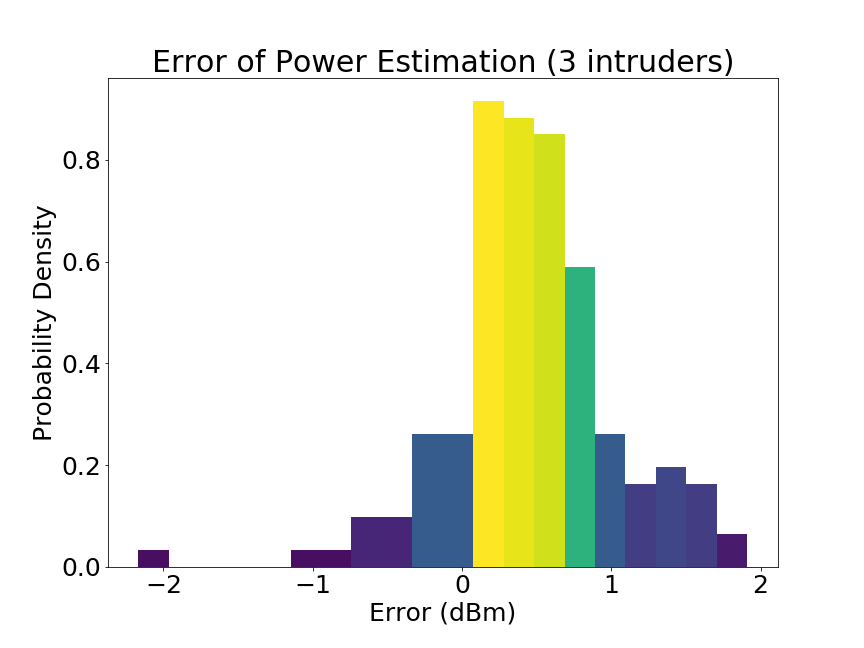 Error of Power Estimation (3 intruders)
Probability Density
0.8
0.6
0.4
0.2
0.0
−2 −1 0 1 2
Error (dBm)